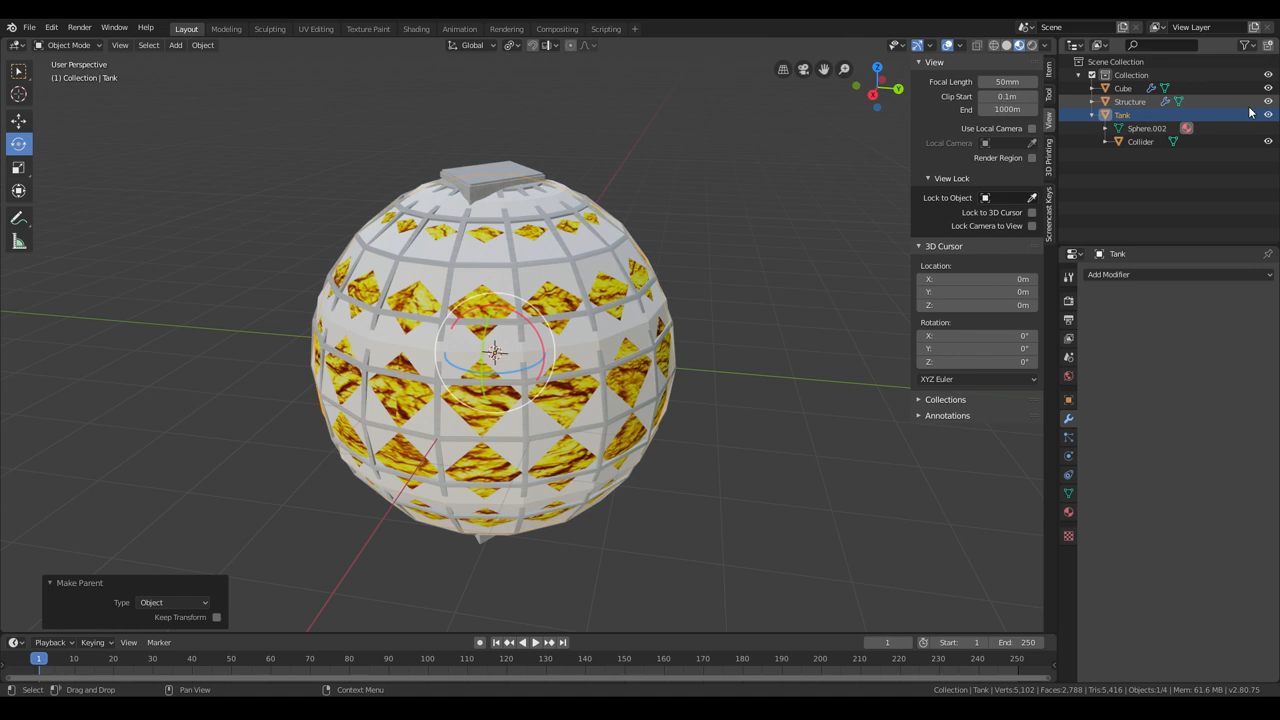 File Edit Render Window Help Layout Modeling Sculpting UV Editing Texture Paint Shading Animation Rendering Compositing Scripting Scene View Layer
Object Mode View Select Add Object Global
User Perspective
(1) Collection | Tank
Z
Y
X
View
Focal Length 50mm
Clip Start 0.1m
End 1000m
Use Local Camera
Local Camera
Render Region
View Lock
Lock to Object
Lock to 3D Cursor
Lock Camera to View
3D Cursor
Location:
X: 0m
Y: 0m
Z: 0m
Rotation:
X: 0°
Y: 0°
Z: 0°
XYZ Euler
Collections
Annotations
Item
Tool
View
3D Printing
Screencast Keys
Scene Collection
Collection
Cube
Structure
Tank
Sphere.002
Collider
Tank
Add Modifier
Make Parent
Type Object
Keep Transform
Playback Keying View Marker 1 Start: 1 End: 250
1 10 20 30 40 50 60 70 80 90 100 110 120 130 140 150 160 170 180 190 200 210 220 230 240 250
Select Drag and Drop Pan View Context Menu Collection | Tank | Verts:5,102 | Faces:2,788 | Tris:5,416 | Objects:1/4 | Mem: 61.6 MB | v2.80.75